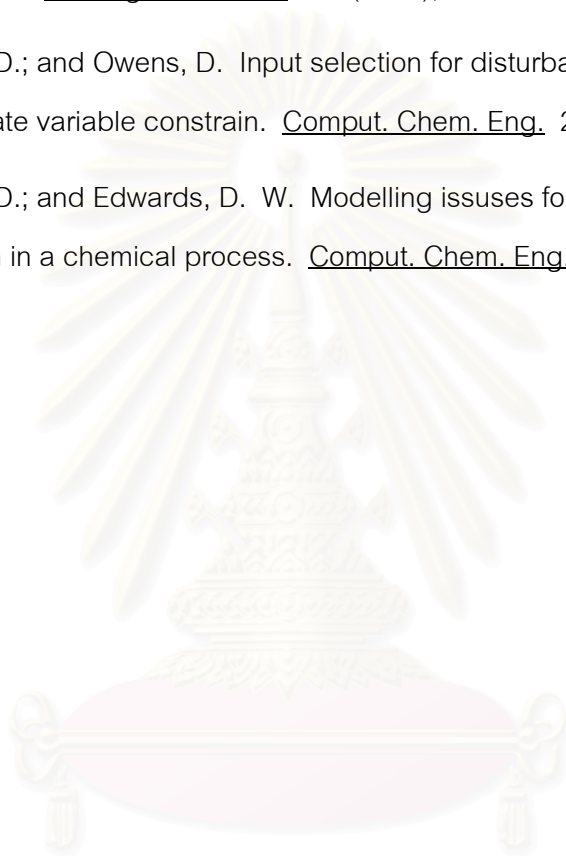 D.; and Owens, D. Input selection for disturba
ate variable constrain. Comput. Chem. Eng. 2
D.; and Edwards, D. W. Modelling issuses fo
in a chemical process. Comput. Chem. Eng.